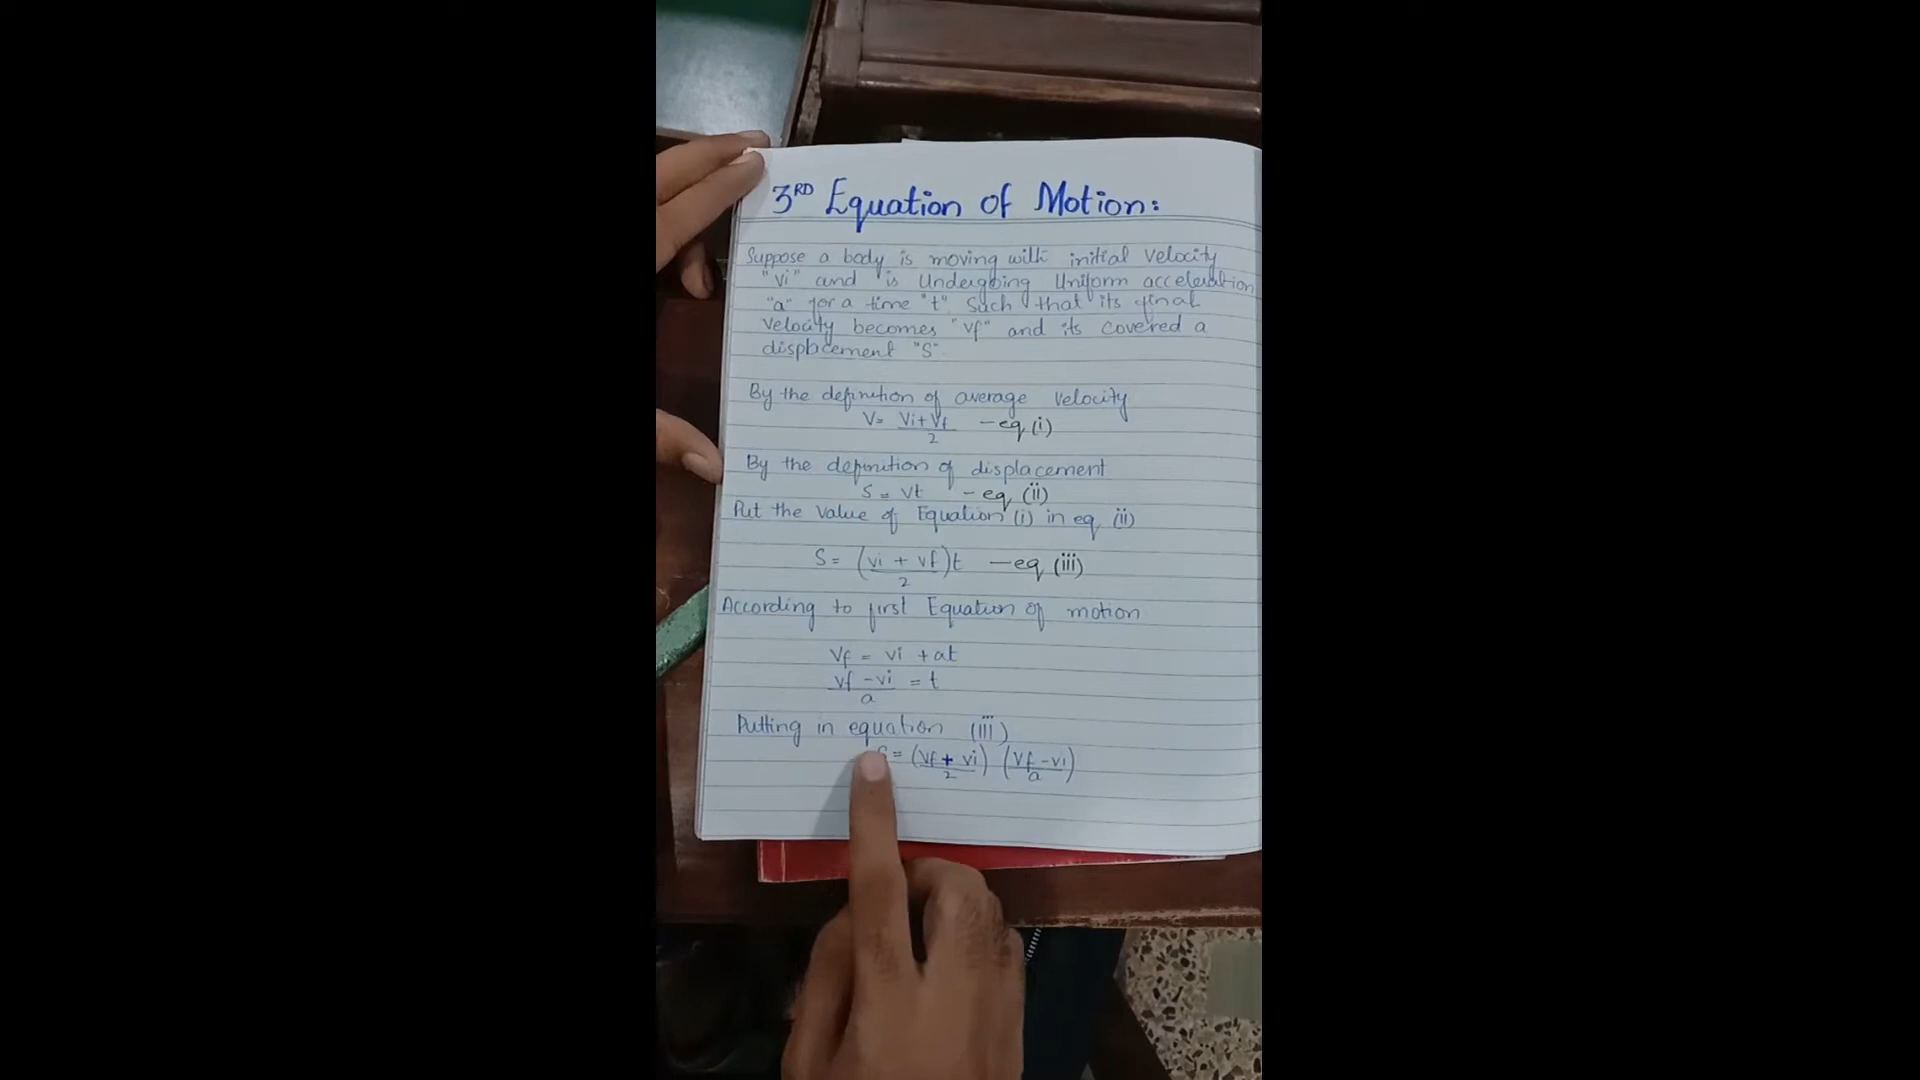 3RD Equation of Motion:
Suppose a body is moving with initial velocity
"vi" and is Undergoing Uniform acceleration
"a" for a time "t" Such that its final
velocity becomes "vf" and its covered a
displacement "S"
By the definition of average velocity
V= Vi+Vf/2 - eq (i)
By the definition of displacement
S = Vt - eq (ii)
Put the value of Equation (i) in eq (ii)
S = (vi + vf/2)t - eq (iii)
According to first Equation of motion
Vf = vi + at
vf - vi/a = t
Putting in equation (iii)
S = (Vf + vi/2) (Vf - vi/a)